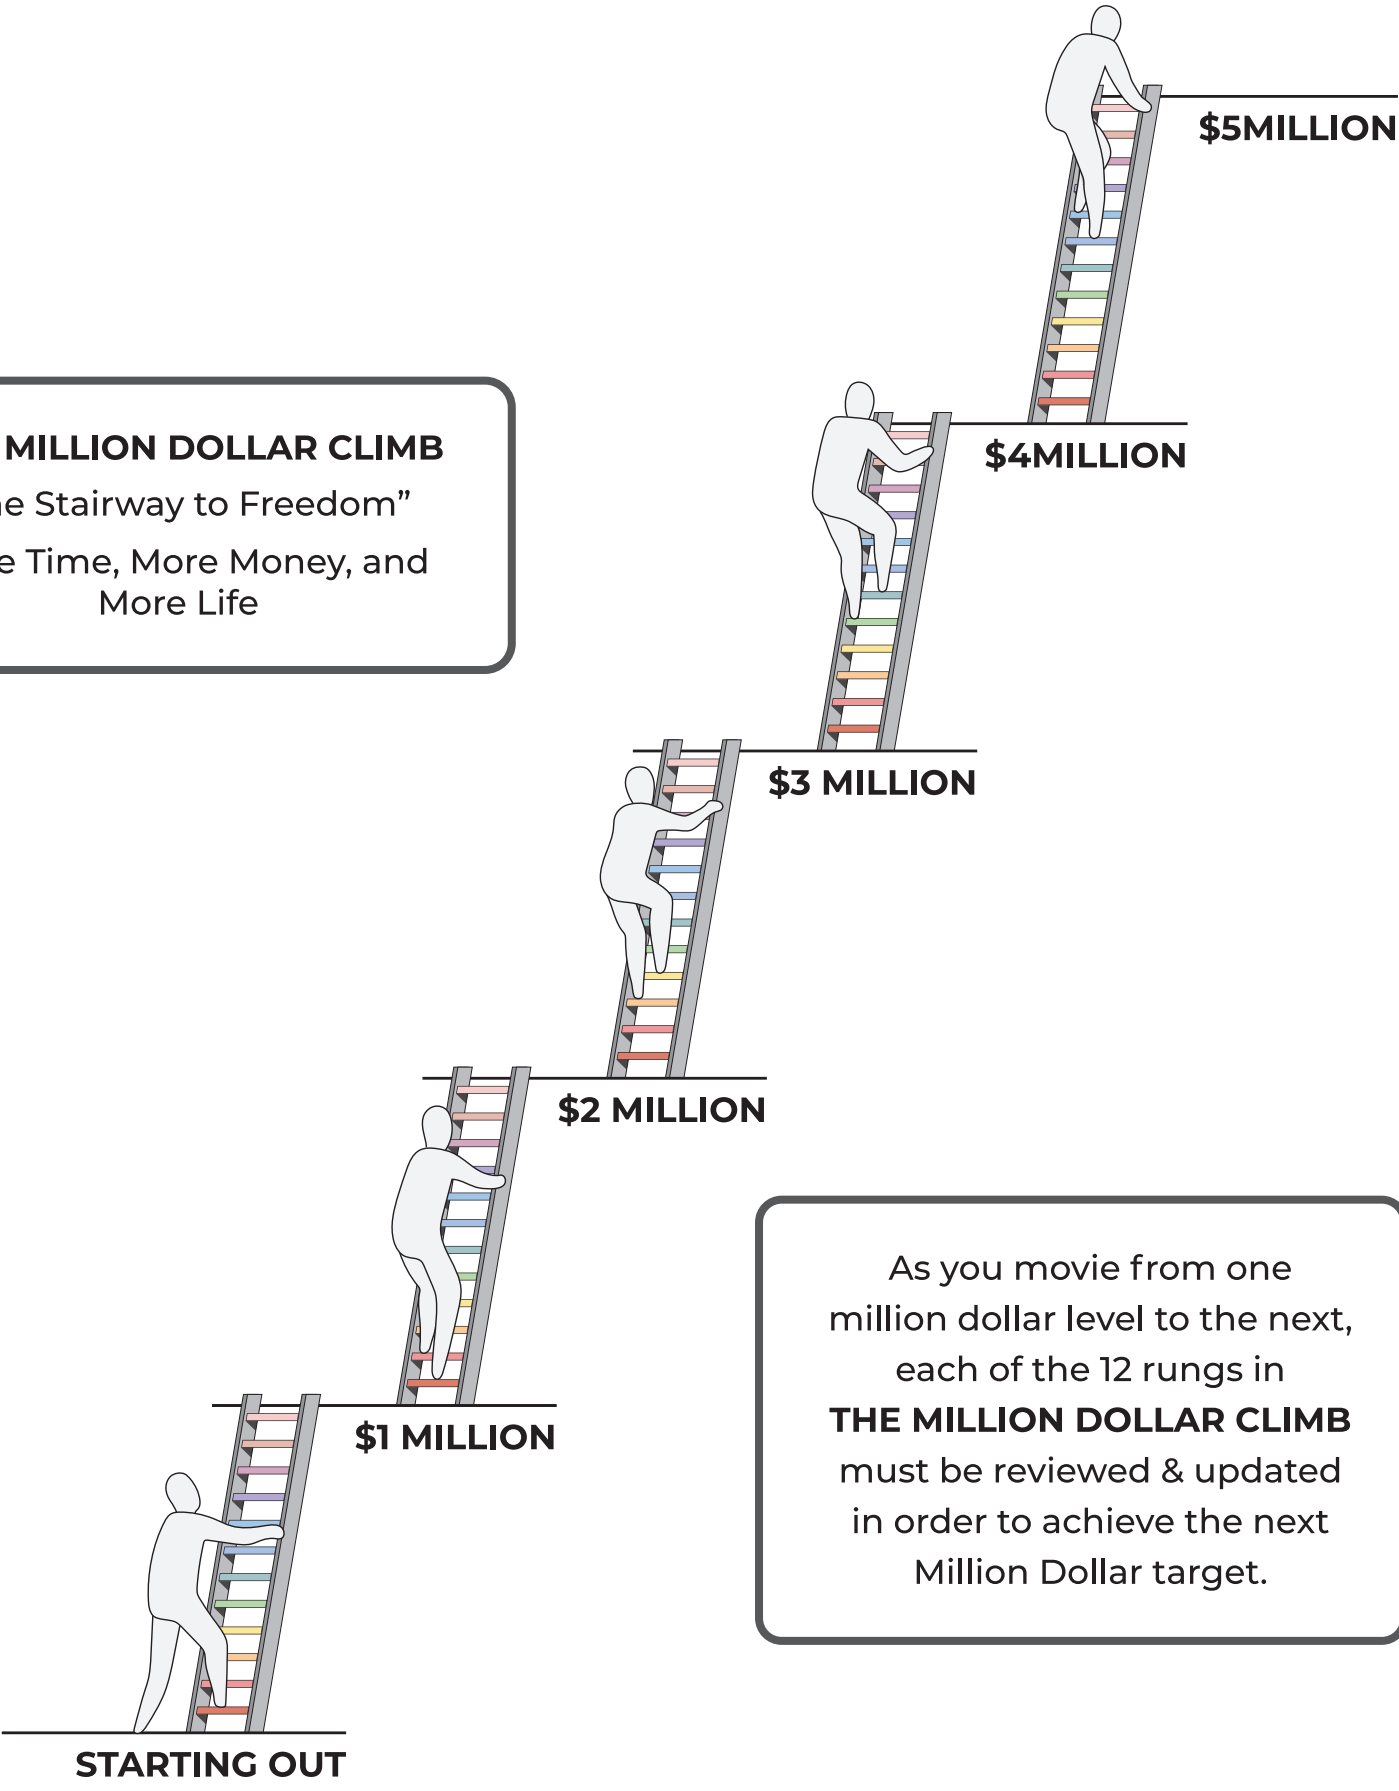 $5MILLION
MILLION DOLLAR CLIMB
e Stairway to Freedom”
e Time, More Money, and
More Life
$4MILLION
$3 MILLION
$2 MILLION
As you movie from one
million dollar level to the next,
each of the 12 rungs in
THE MILLION DOLLAR CLIMB
must be reviewed & updated
in order to achieve the next
Million Dollar target.
$1 MILLION
STARTING OUT